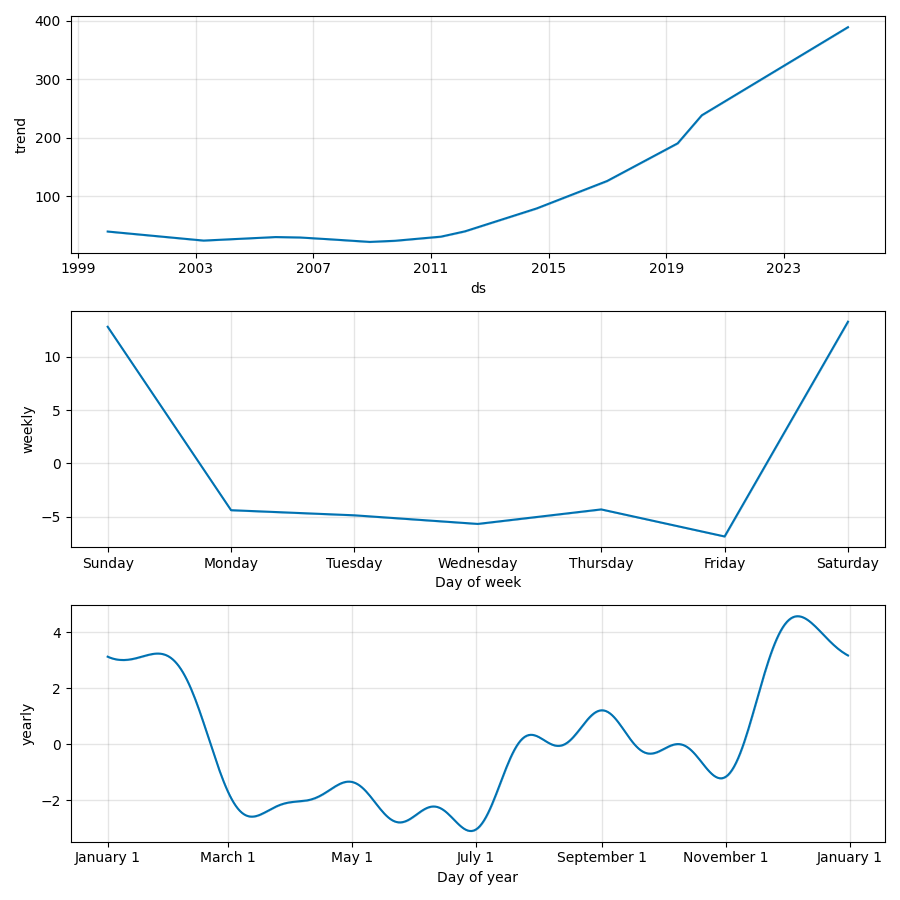 400
300
200
100
trend
1999 2003 2007 2011 2015 2019 2023
ds
10
5
0
−5
weekly
Sunday Monday Tuesday Wednesday Thursday Friday Saturday
Day of week
4
2
0
−2
yearly
January 1 March 1 May 1 July 1 September 1 November 1 January 1
Day of year